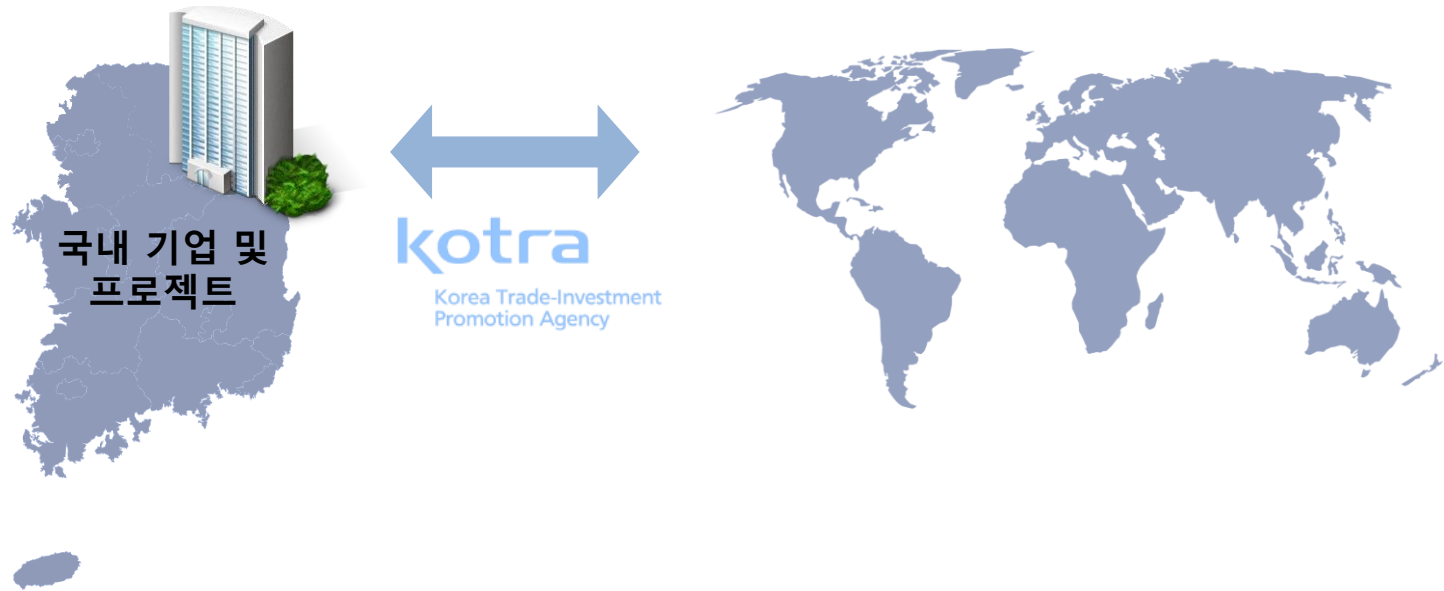 국내 기업 및
프로젝트
kotra
Korea Trade-Investment
Promotion Agency